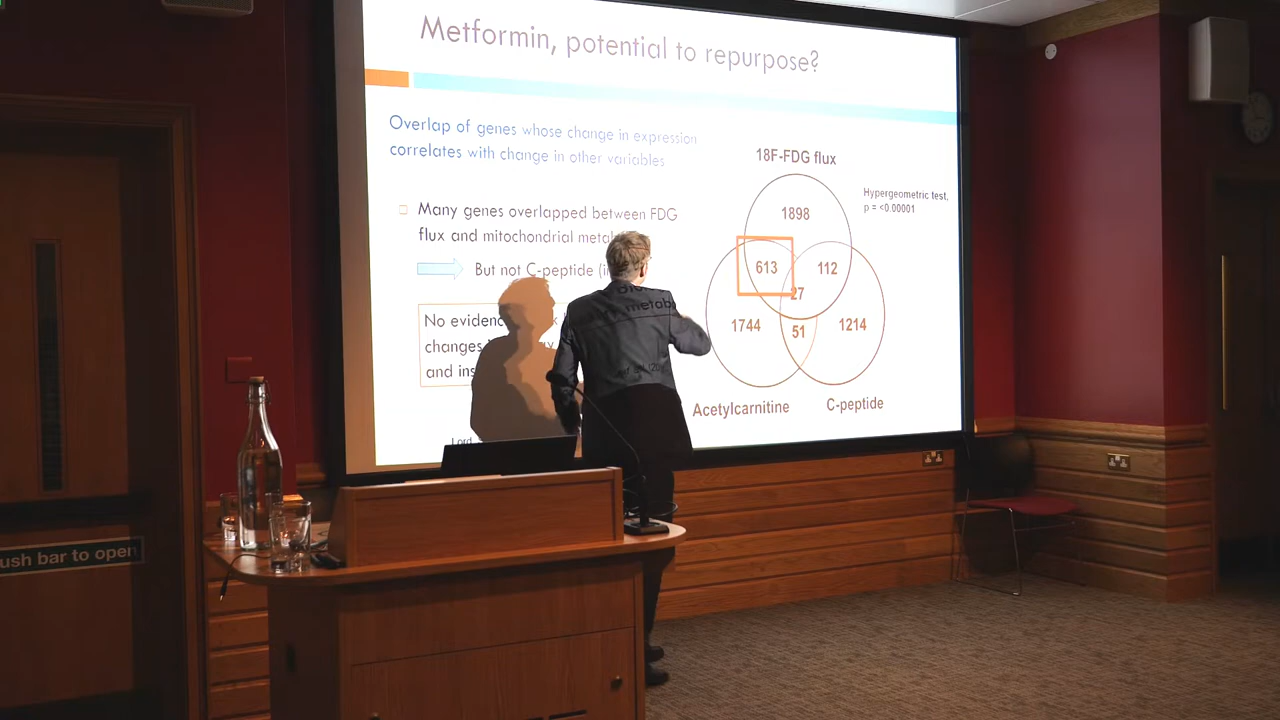 Metformin, potential to repurpose?
Overlap of genes whose change in expression
correlates with change in other variables
Many genes overlapped between FDG
flux and mitochondrial
But not C-peptide
No
changes
and
Lord
18F-FDG flux
Hypergeometric test,
p = <0.00001
1898
613
112
27
1744
51
1214
Acetylcarnitine
C-peptide
metab
ush bar to open